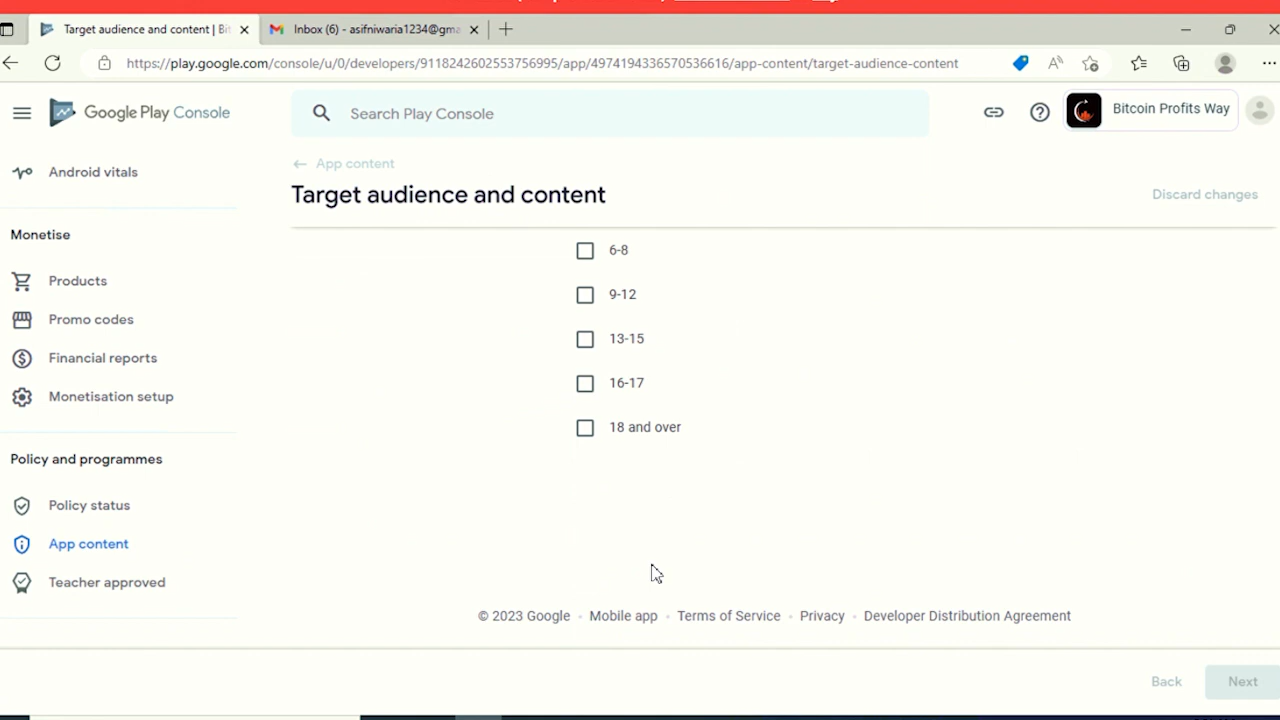 Target audience and content | Bit
Inbox (6) - asifniwaria1234@gma
https://play.google.com/console/u/0/developers/9118242602553756995/app/4974194336570536616/app-content/target-audience-content
Google Play Console
Search Play Console
Bitcoin Profits Way
Android vitals
Monetise
Products
Promo codes
Financial reports
Monetisation setup
Policy and programmes
Policy status
App content
Teacher approved
App content
Target audience and content
Discard changes
6-8
9-12
13-15
16-17
18 and over
© 2023 Google • Mobile app • Terms of Service • Privacy • Developer Distribution Agreement
Back
Next